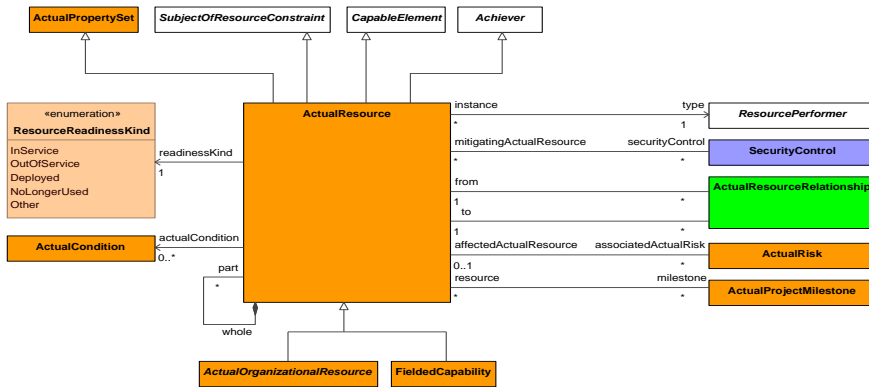 ActualPropertySet
SubjectOfResourceConstraint
CapableElement
Achiever
«enumeration»
ResourceReadinessKind
InService
OutOfService
Deployed
NoLongerUsed
Other
readinessKind
1
ActualResource
instance
type
*
1
ResourcePerformer
mitigatingActualResource
securityControl
*
*
SecurityControl
from
1
*
to
1
*
ActualResourceRelationship
affectedActualResource
associatedActualRisk
0..1
*
ActualRisk
resource
milestone
*
*
ActualProjectMilestone
ActualCondition
actualCondition
0..*
part
*
whole
ActualOrganizationalResource
FieldedCapability